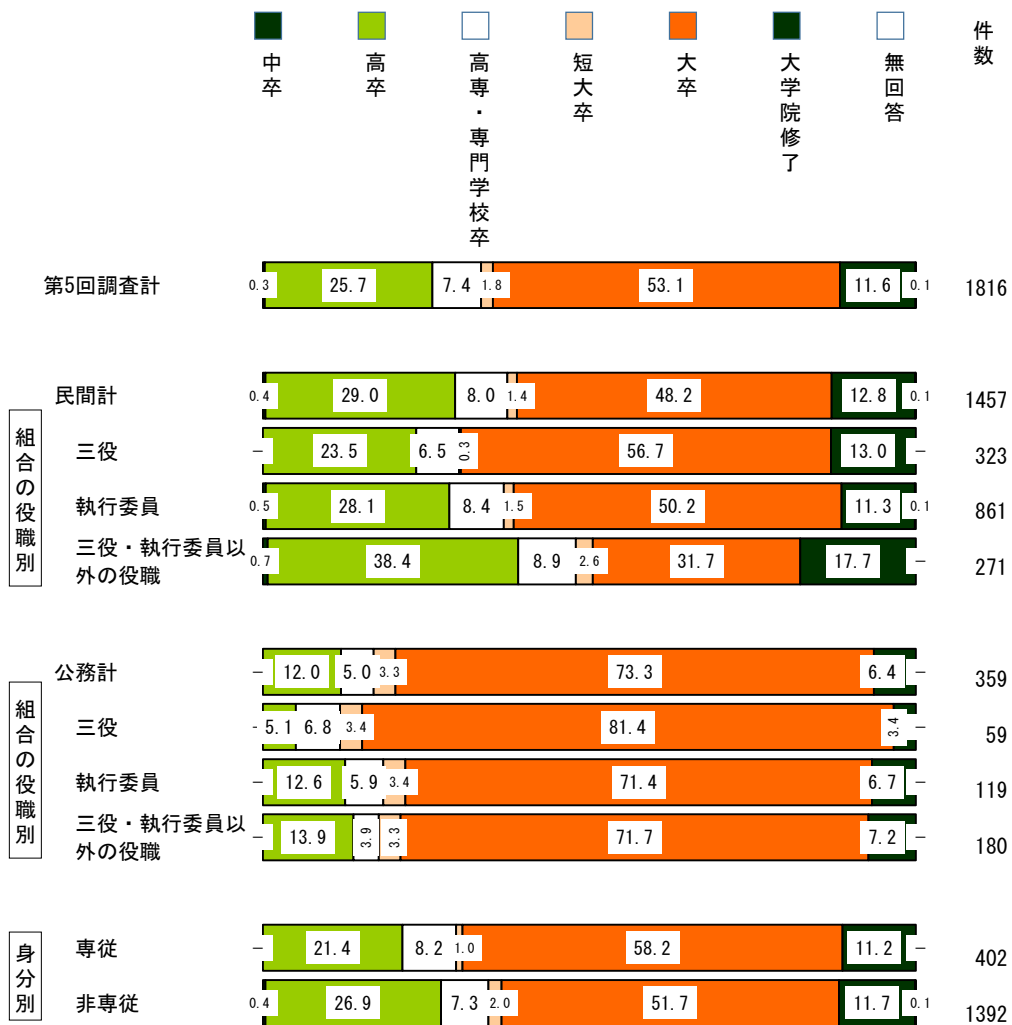 中卒
高卒
高専・専門学校卒
短大卒
大卒
大学院修了
無回答
件数
第5回調査計 0.3 25.7 7.4 1.8 53.1 11.6 0.1 1816
組合の役職別
民間計 0.4 29.0 8.0 1.4 48.2 12.8 0.1 1457
三役 - 23.5 6.5 0.3 56.7 13.0 - 323
執行委員 0.5 28.1 8.4 1.5 50.2 11.3 0.1 861
三役・執行委員以
外の役職 0.7 38.4 8.9 2.6 31.7 17.7 - 271
組合の役職別
公務計 - 12.0 5.0 3.3 73.3 6.4 - 359
三役 - 5.1 6.8 3.4 81.4 3.4 - 59
執行委員 - 12.6 5.9 3.4 71.4 6.7 - 119
三役・執行委員以
外の役職 - 13.9 3.9 3.3 71.7 7.2 - 180
身分別
専従 - 21.4 8.2 1.0 58.2 11.2 - 402
非専従 0.4 26.9 7.3 2.0 51.7 11.7 0.1 1392